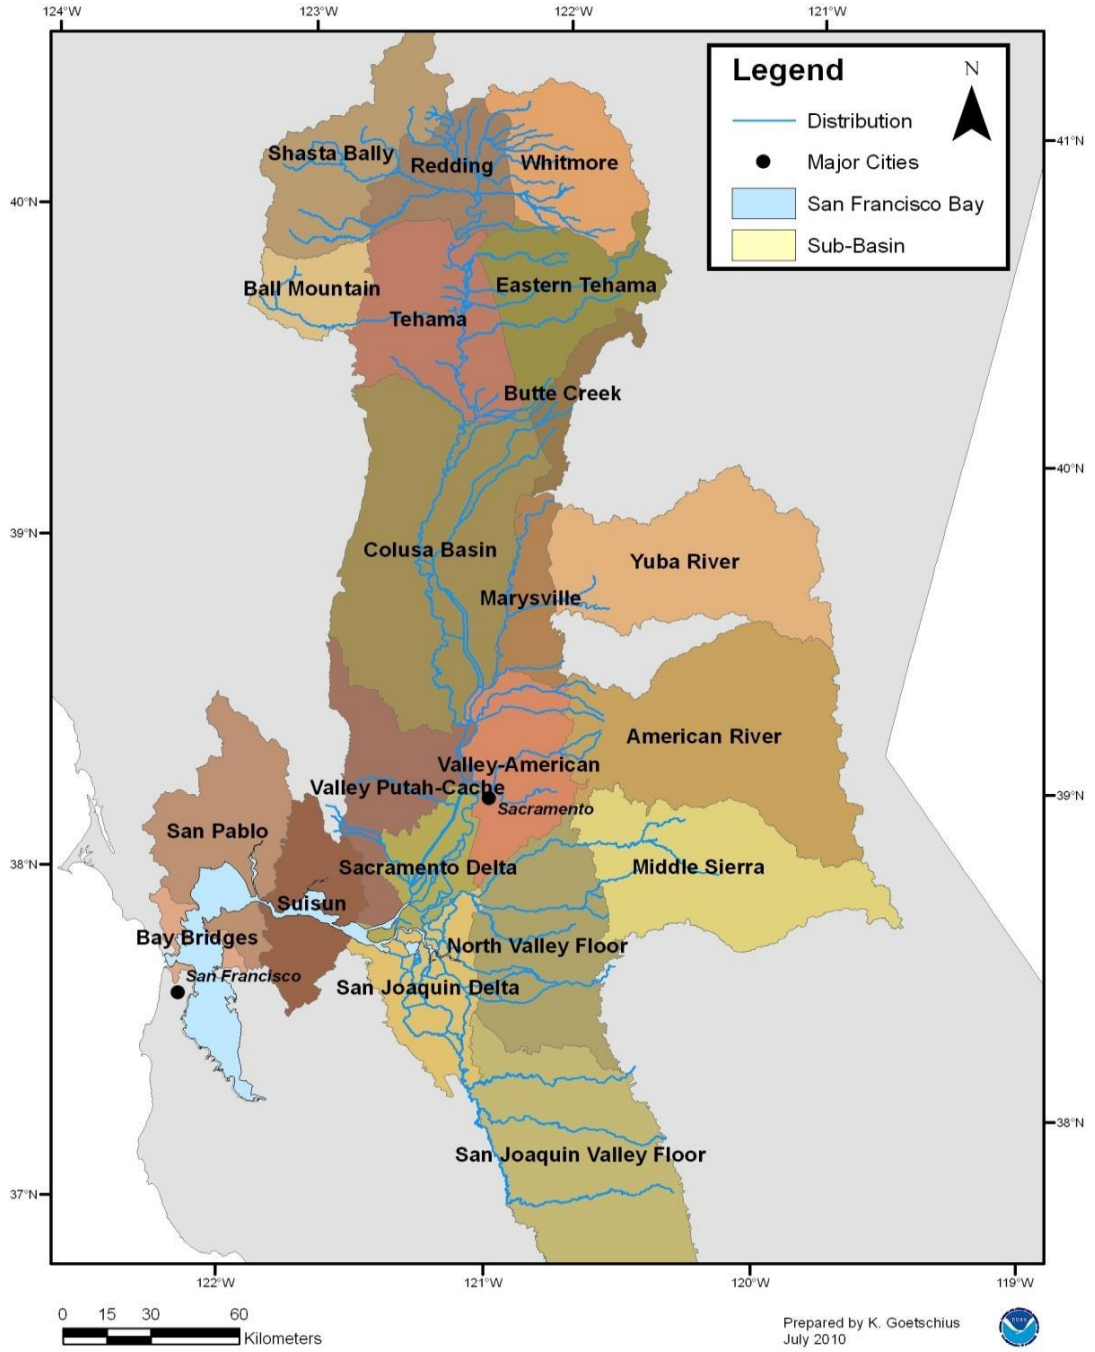 124°W 123°W 122°W 121°W
Legend
N
Distribution
Major Cities
San Francisco Bay
Sub-Basin
41°N
40°N
Shasta Bally
Redding
Whitmore
Ball Mountain
Eastern Tehama
Tehama
Butte Creek
40°N
39°N
Colusa Basin
Yuba River
Marysville
American River
Valley-American
Valley Putah-Cache
Sacramento
39°N
San Pablo
38°N
Sacramento Delta
Middle Sierra
Suisun
Bay Bridges
North Valley Floor
San Francisco
San Joaquin Delta
38°N
San Joaquin Valley Floor
37°N
122°W 121°W 120°W 119°W
0 15 30 60
Kilometers
Prepared by K. Goetschius
July 2010